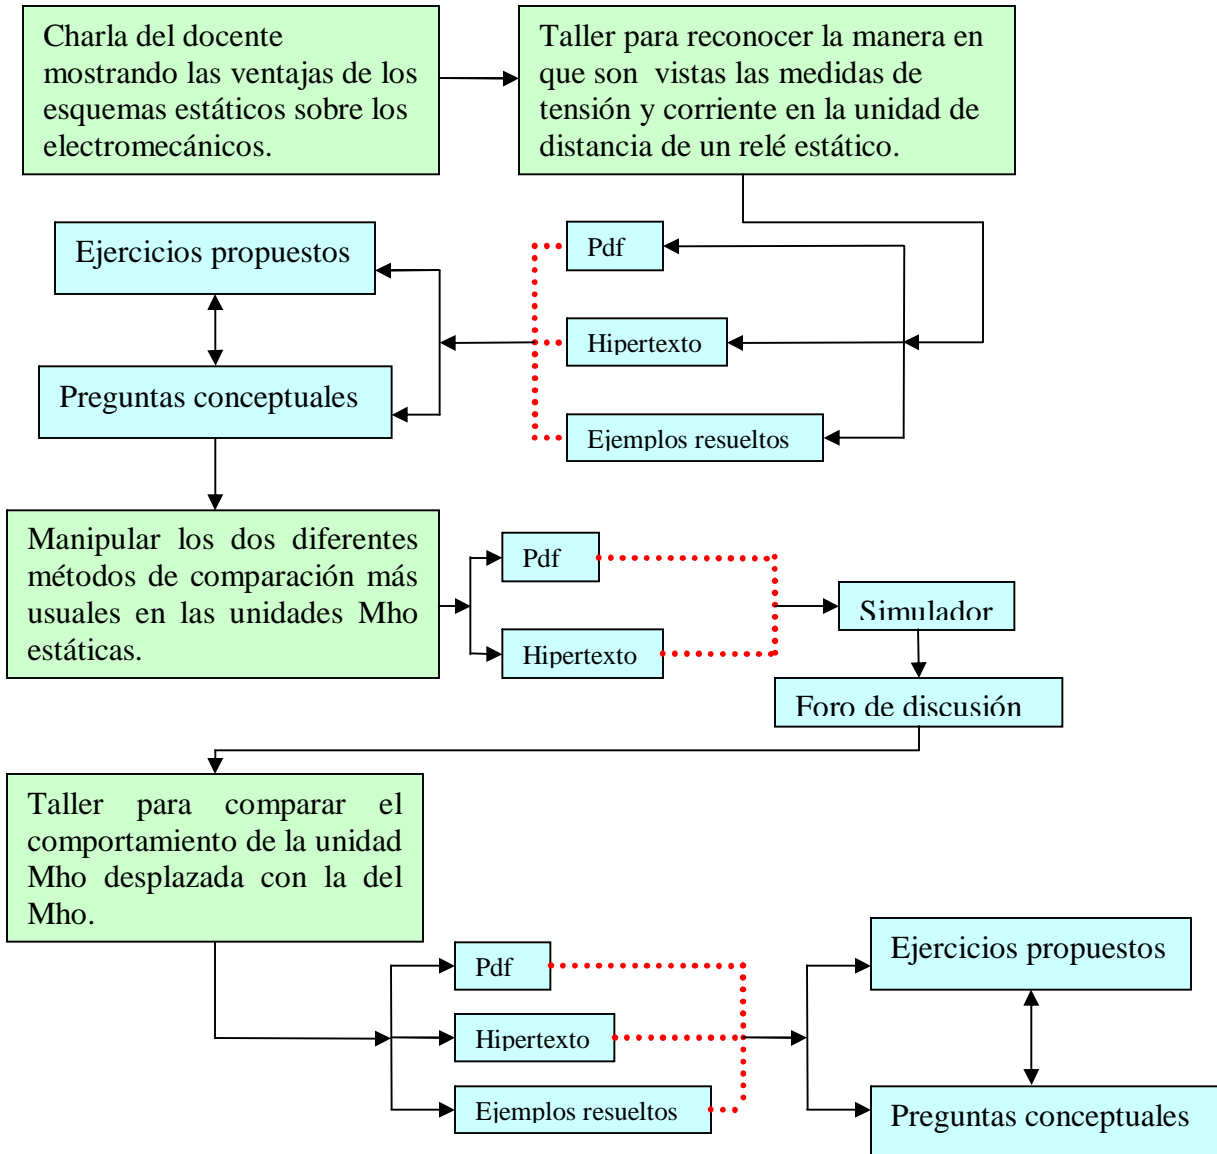 Charla del docente
mostrando las ventajas de los
esquemas estáticos sobre los
electromecánicos.
Taller para reconocer la manera en
que son vistas las medidas de
tensión y corriente en la unidad de
distancia de un relé estático.
Ejercicios propuestos
Preguntas conceptuales
Pdf
Hipertexto
Ejemplos resueltos
Manipular los dos diferentes
métodos de comparación más
usuales en las unidades Mho
estáticas.
Pdf
Hipertexto
Simulador
Foro de discusión
Taller para comparar el
comportamiento de la unidad
Mho desplazada con la del
Mho.
Pdf
Hipertexto
Ejemplos resueltos
Ejercicios propuestos
Preguntas conceptuales